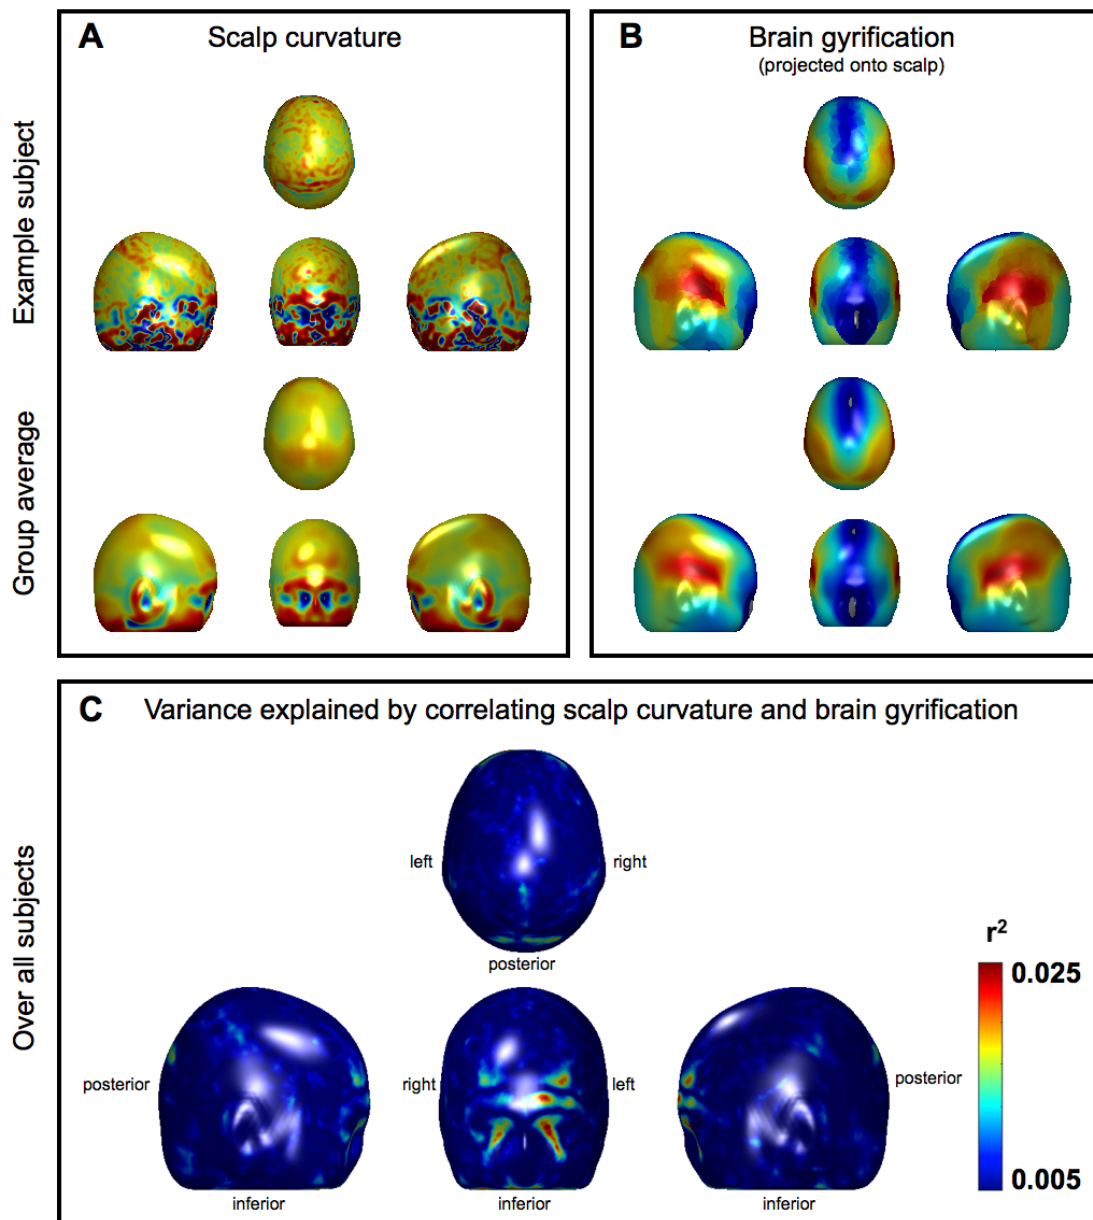 A Scalp curvature
B Brain gyrification
(projected onto scalp)
Example subject
Group average
C Variance explained by correlating scalp curvature and brain gyrification
Over all subjects
left
right
posterior
r²
0.025
0.005
posterior
right
left
posterior
inferior
inferior
inferior